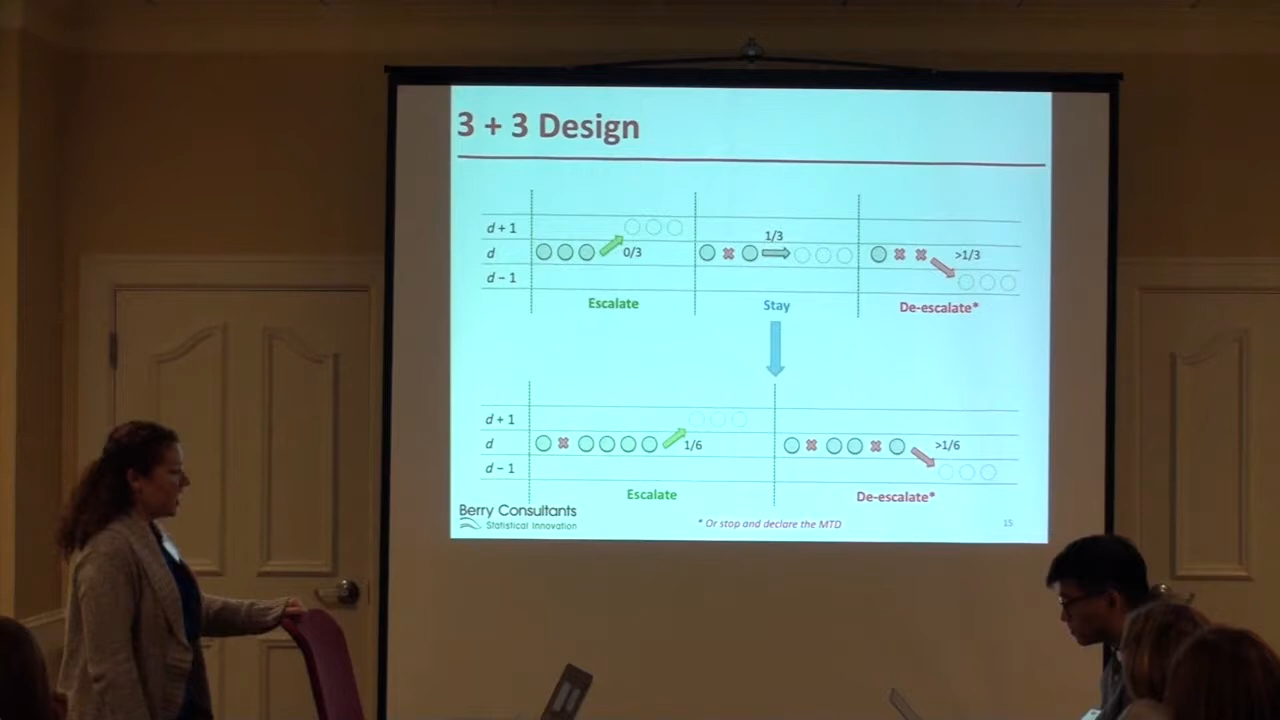 3 + 3 Design
d + 1
d
d − 1
0/3
1/3
>1/3
Escalate
Stay
De-escalate*
d + 1
d
d − 1
1/6
>1/6
Escalate
De-escalate*
Berry Consultants
Statistical Innovation
* Or stop and declare the MTD
15